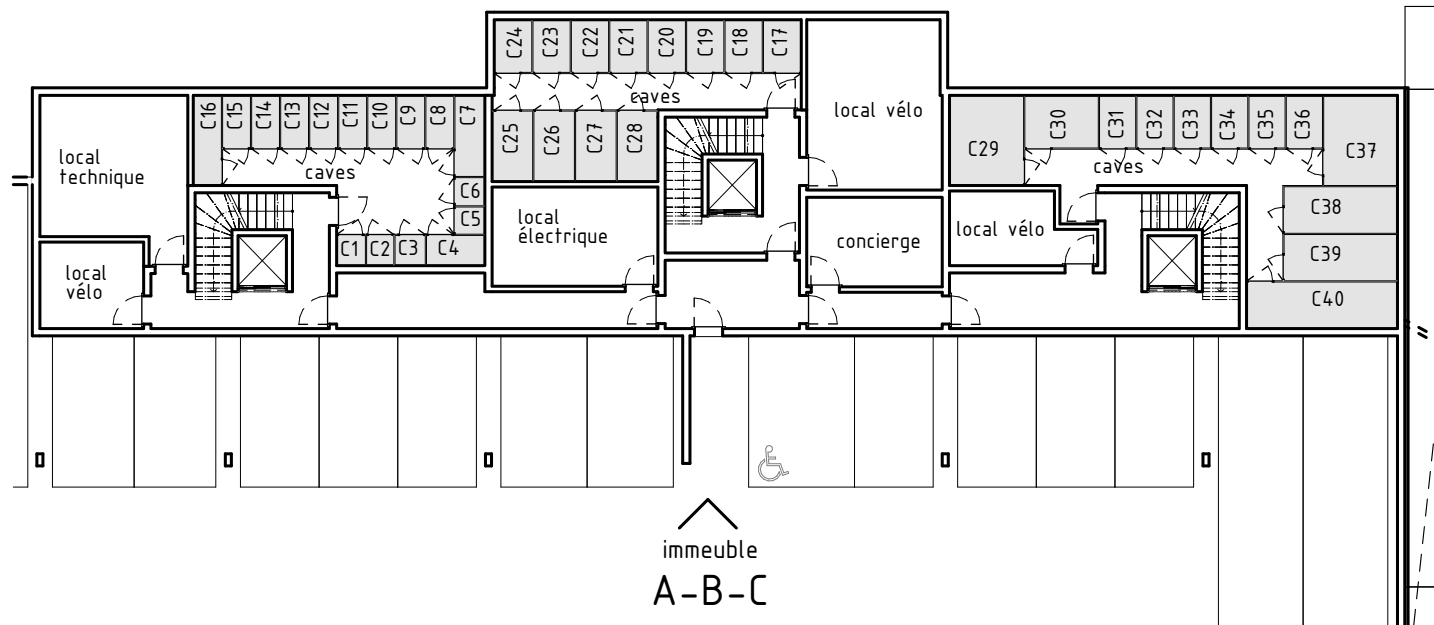 C24 C23 C22 C21 C20 C19 C18 C17
caves
C25 C26 C27 C28
local vélo
C16 C15 C14 C13 C12 C11 C10 C9 C8 C7
caves
C6
C5
C1 C2 C3 C4
local
technique
local
vélo
local
électrique
concierge
C29 C30 C31 C32 C33 C34 C35 C36 C37
caves
C38
C39
C40
local vélo
immeuble
A-B-C